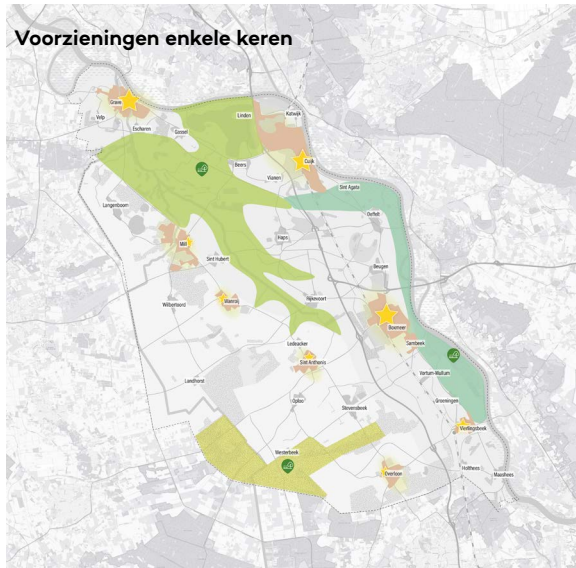 Voorzieningen enkele keren
Grave
Velp
Escharen
Gassel
Linden
Katwijk
Beers
Vianen
Cuijk
Sint Agata
Langenboom
Oeffelt
Mill
Haps
Sint Hubert
Beugen
Wilbertoord
Wanroij
Rijkevoort
Boxmeer
Ledeacker
Sambeek
Sint Anthonis
Vortum-Mullem
Landhorst
Oploo
Stevensbeek
Groeningen
Vierlingsbeek
Westerbeek
Overloon
Holthees
Maashees